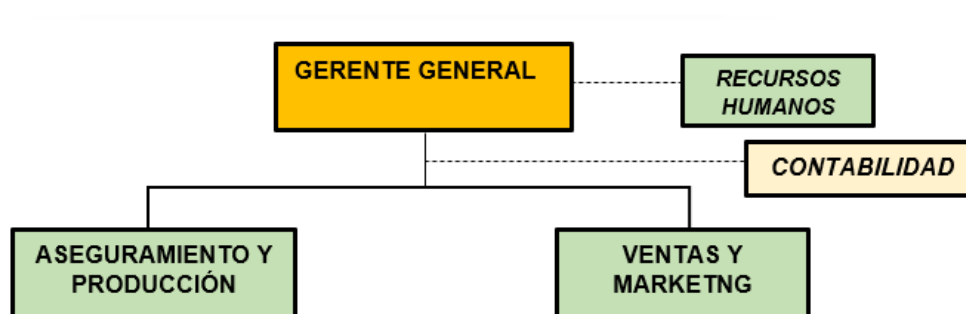 GERENTE GENERAL
RECURSOS
HUMANOS
CONTABILIDAD
ASEGURAMIENTO Y
PRODUCCIÓN
VENTAS Y
MARKETNG